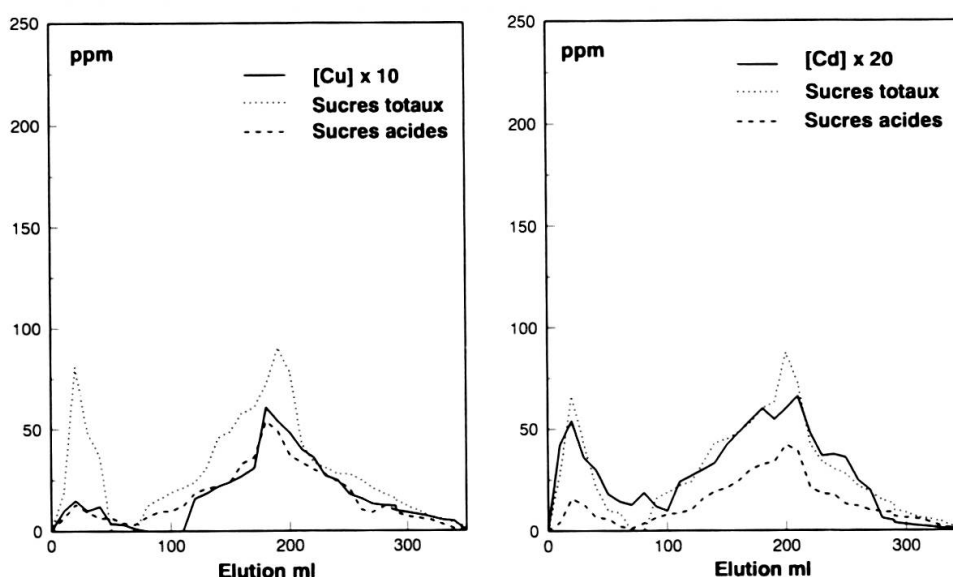 250
200
150
100
50
0
ppm
[Cu] x 10
Sucres totaux
Sucres acides
0 100 200 300
Elution ml
250
200
150
100
50
0
ppm
[Cd] x 20
Sucres totaux
Sucres acides
0 100 200 300
Elution ml